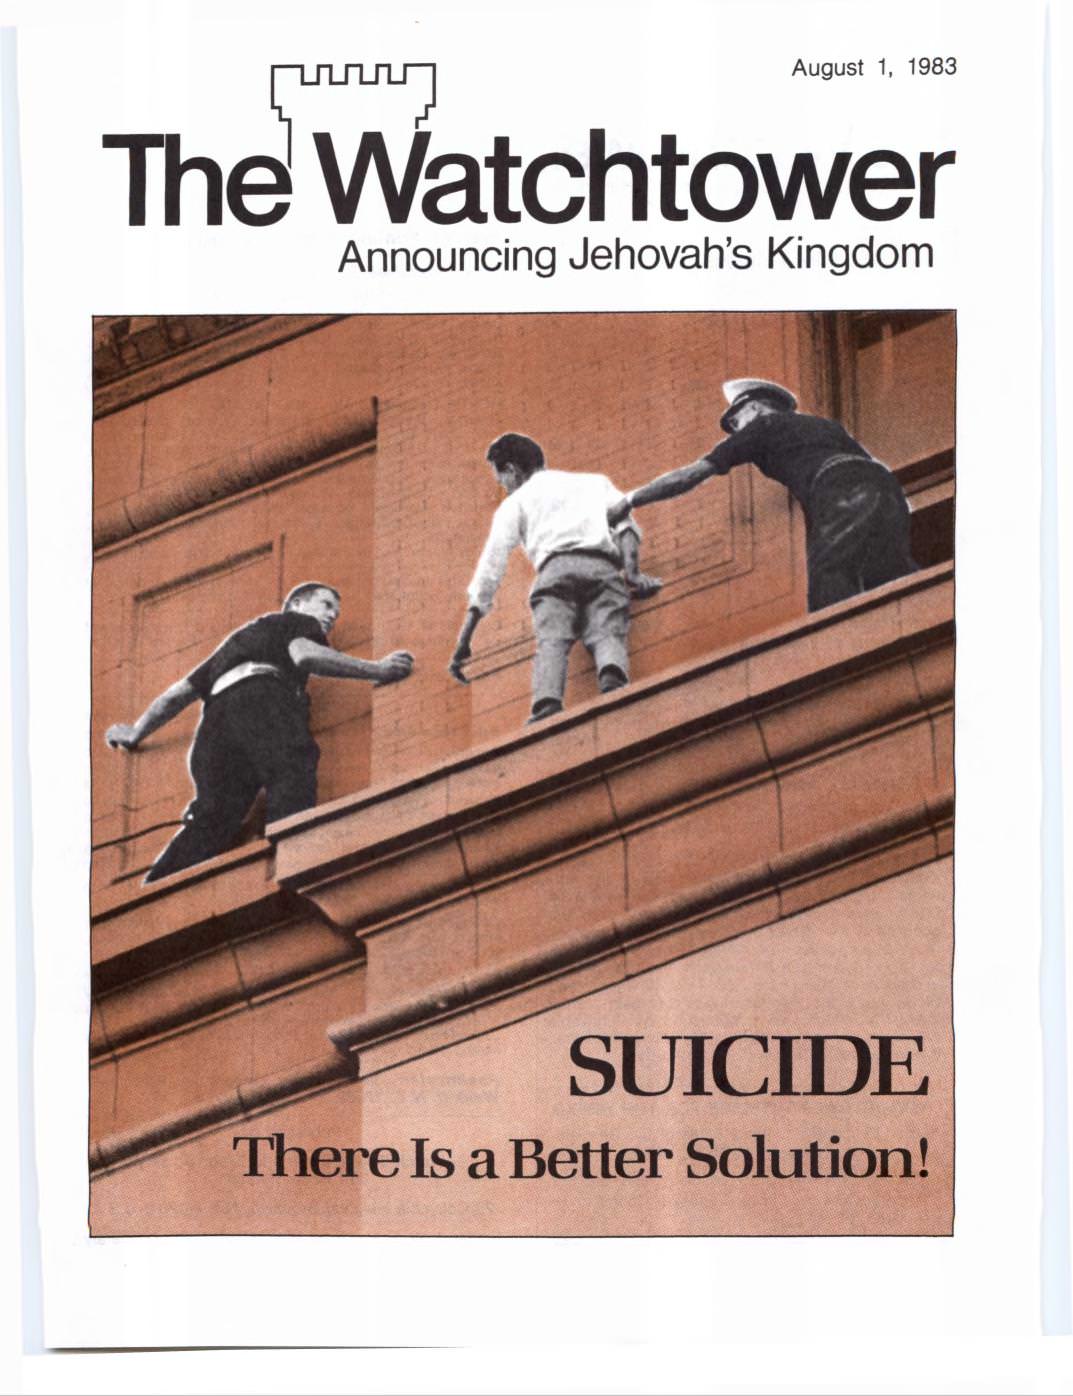 August 1, 1983
The Watchtower
Announcing Jehovah's Kingdom
SUICIDE
There Is a Better Solution!